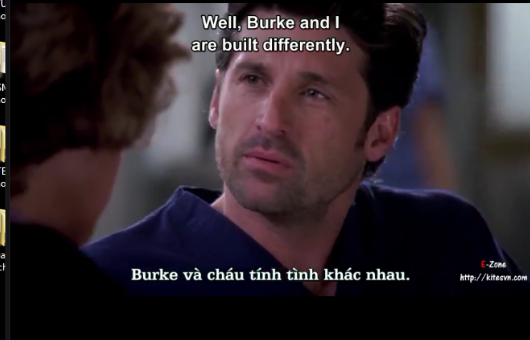 Well, Burke and I
are built differently.
Burke và cháu tính tình khác nhau.
E-Zone
http://kitesvn.com